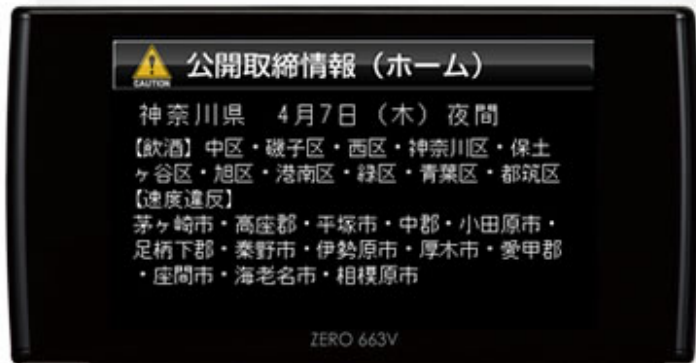 CAUTION
公開取締情報（ホーム）
神奈川県 4月7日（木）夜間
【飲酒】中区・磯子区・西区・神奈川区・保土
ヶ谷区・旭区・港南区・緑区・青葉区・都筑区
【速度違反】
茅ヶ崎市・高座郡・平塚市・中郡・小田原市・
足柄下郡・秦野市・伊勢原市・厚木市・愛甲郡
・座間市・海老名市・相模原市
ZERO 663V